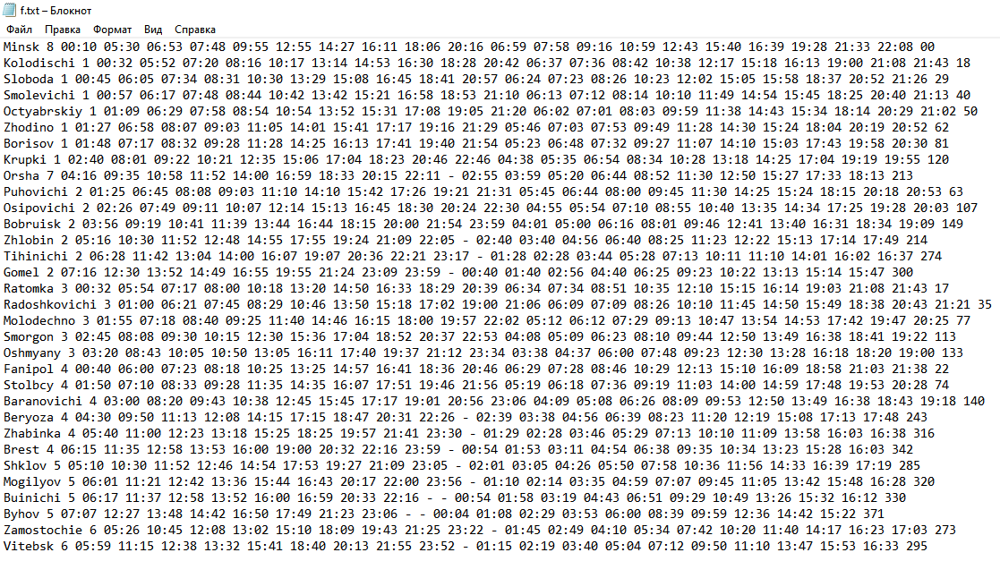 f.txt – Блокнот
Файл Правка Формат Вид Справка
Minsk 8 00:10 05:30 06:53 07:48 09:55 12:55 14:27 16:11 18:06 20:16 06:59 07:58 09:16 10:59 12:43 15:40 16:39 19:28 21:33 22:08 00
Kolodischi 1 00:32 05:52 07:20 08:16 10:17 13:14 14:53 16:30 18:28 20:42 06:37 07:36 08:42 10:38 12:17 15:18 16:13 19:00 21:08 21:43 18
Sloboda 1 00:45 06:05 07:34 08:31 10:30 13:29 15:08 16:45 18:41 20:57 06:24 07:23 08:26 10:23 12:02 15:05 15:58 18:37 20:52 21:26 29
Smolevichi 1 00:57 06:17 07:48 08:44 10:42 13:42 15:21 16:58 18:53 21:10 06:13 07:12 08:14 10:10 11:49 14:54 15:45 18:25 20:40 21:13 40
Octyabrskiy 1 01:09 06:29 07:58 08:54 10:54 13:52 15:31 17:08 19:05 21:20 06:02 07:01 08:03 09:59 11:38 14:43 15:34 18:14 20:29 21:02 50
Zhodino 1 01:27 06:58 08:07 09:03 11:05 14:01 15:41 17:17 19:16 21:29 05:46 07:03 07:53 09:49 11:28 14:30 15:24 18:04 20:19 20:52 62
Borisov 1 01:48 07:17 08:32 09:28 11:28 14:25 16:13 17:41 19:40 21:54 05:23 06:48 07:32 09:27 11:07 14:10 15:03 17:43 19:58 20:30 81
Krupki 1 02:40 08:01 09:22 10:21 12:35 15:06 17:04 18:23 20:46 22:46 04:38 05:35 06:54 08:34 10:28 13:18 14:25 17:04 19:19 19:55 120
Orsha 7 04:16 09:35 10:58 11:52 14:00 16:59 18:33 20:15 22:11 - 02:55 03:59 05:20 06:44 08:52 11:30 12:50 15:27 17:33 18:13 213
Puhovichi 2 01:25 06:45 08:08 09:03 11:10 14:10 15:42 17:26 19:21 21:31 05:45 06:44 08:00 09:45 11:30 14:25 15:24 18:15 20:18 20:53 63
Osipovichi 2 02:26 07:49 09:11 10:07 12:14 15:13 16:45 18:30 20:24 22:30 04:55 05:54 07:10 08:55 10:40 13:35 14:34 17:25 19:28 20:03 107
Bobruisk 2 03:56 09:19 10:41 11:39 13:44 16:44 18:15 20:00 21:54 23:59 04:01 05:00 06:16 08:01 09:46 12:41 13:40 16:31 18:34 19:09 149
Zhlobin 2 05:16 10:30 11:52 12:48 14:55 17:55 19:24 21:09 22:05 - 02:40 03:40 04:56 06:40 08:25 11:23 12:22 15:13 17:14 17:49 214
Tihinichi 2 06:28 11:42 13:04 14:00 16:07 19:07 20:36 22:21 23:17 - 01:28 02:28 03:44 05:28 07:13 10:11 11:10 14:01 16:02 16:37 274
Gomel 2 07:16 12:30 13:52 14:49 16:55 19:55 21:24 23:09 23:59 - 00:40 01:40 02:56 04:40 06:25 09:23 10:22 13:13 15:14 15:47 300
Ratomka 3 00:32 05:54 07:17 08:00 10:18 13:20 14:50 16:33 18:29 20:39 06:34 07:34 08:51 10:35 12:10 15:15 16:14 19:03 21:08 21:43 17
Radoshkovichi 3 01:00 06:21 07:45 08:29 10:46 13:50 15:18 17:02 19:00 21:06 06:09 07:09 08:26 10:10 11:45 14:50 15:49 18:38 20:43 21:21 35
Molodechno 3 01:55 07:18 08:40 09:25 11:40 14:46 16:15 18:00 19:57 22:02 05:12 06:12 07:29 09:13 10:47 13:54 14:53 17:42 19:47 20:25 77
Smorgon 3 02:45 08:08 09:30 10:15 12:30 15:36 17:04 18:52 20:37 22:53 04:08 05:09 06:23 08:10 09:44 12:50 13:49 16:38 18:41 19:22 113
Oshmyany 3 03:20 08:43 10:05 10:50 13:05 16:11 17:40 19:37 21:12 23:34 03:38 04:37 06:00 07:48 09:23 12:30 13:28 16:18 18:20 19:00 133
Fanipol 4 00:40 06:00 07:23 08:18 10:25 13:25 14:57 16:41 18:36 20:46 06:29 07:28 08:46 10:29 12:13 15:10 16:09 18:58 21:03 21:38 22
Stolbcy 4 01:50 07:10 08:33 09:28 11:35 14:35 16:07 17:51 19:46 21:56 05:19 06:18 07:36 09:19 11:03 14:00 14:59 17:48 19:53 20:28 74
Baranovichi 4 03:00 08:20 09:43 10:38 12:45 15:45 17:17 19:01 20:56 23:06 04:09 05:08 06:26 08:09 09:53 12:50 13:49 16:38 18:43 19:18 140
Beryoza 4 04:30 09:50 11:13 12:08 14:15 17:15 18:47 20:31 22:26 - 02:39 03:38 04:56 06:39 08:23 11:20 12:19 15:08 17:13 17:48 243
Zhabinka 4 05:40 11:00 12:23 13:18 15:25 18:25 19:57 21:41 23:30 - 01:29 02:28 03:46 05:29 07:13 10:10 11:09 13:58 16:03 16:38 316
Brest 4 06:15 11:35 12:58 13:53 16:00 19:00 20:32 22:16 23:59 - 00:54 01:53 03:11 04:54 06:38 09:35 10:34 13:23 15:28 16:03 342
Shklov 5 05:10 10:30 11:52 12:46 14:54 17:53 19:27 21:09 23:05 - 02:01 03:05 04:26 05:50 07:58 10:36 11:56 14:33 16:39 17:19 285
Mogilyov 5 06:01 11:21 12:42 13:36 15:44 16:43 20:17 22:00 23:56 - 01:10 02:14 03:35 04:59 07:07 09:45 11:05 13:42 15:48 16:28 320
Buinichi 5 06:17 11:37 12:58 13:52 16:00 16:59 20:33 22:16 - - 00:54 01:58 03:19 04:43 06:51 09:29 10:49 13:26 15:32 16:12 330
Byhov 5 07:07 12:27 13:48 14:42 16:50 17:49 21:23 23:06 - - 00:04 01:08 02:29 03:53 06:00 08:39 09:59 12:36 14:42 15:22 371
Zamostochie 6 05:26 10:45 12:08 13:02 15:10 18:09 19:43 21:25 23:22 - 01:45 02:49 04:10 05:34 07:42 10:20 11:40 14:17 16:23 17:03 273
Vitebsk 6 05:59 11:15 12:38 13:32 15:41 18:40 20:13 21:55 23:52 - 01:15 02:19 03:40 05:04 07:12 09:50 11:10 13:47 15:53 16:33 295